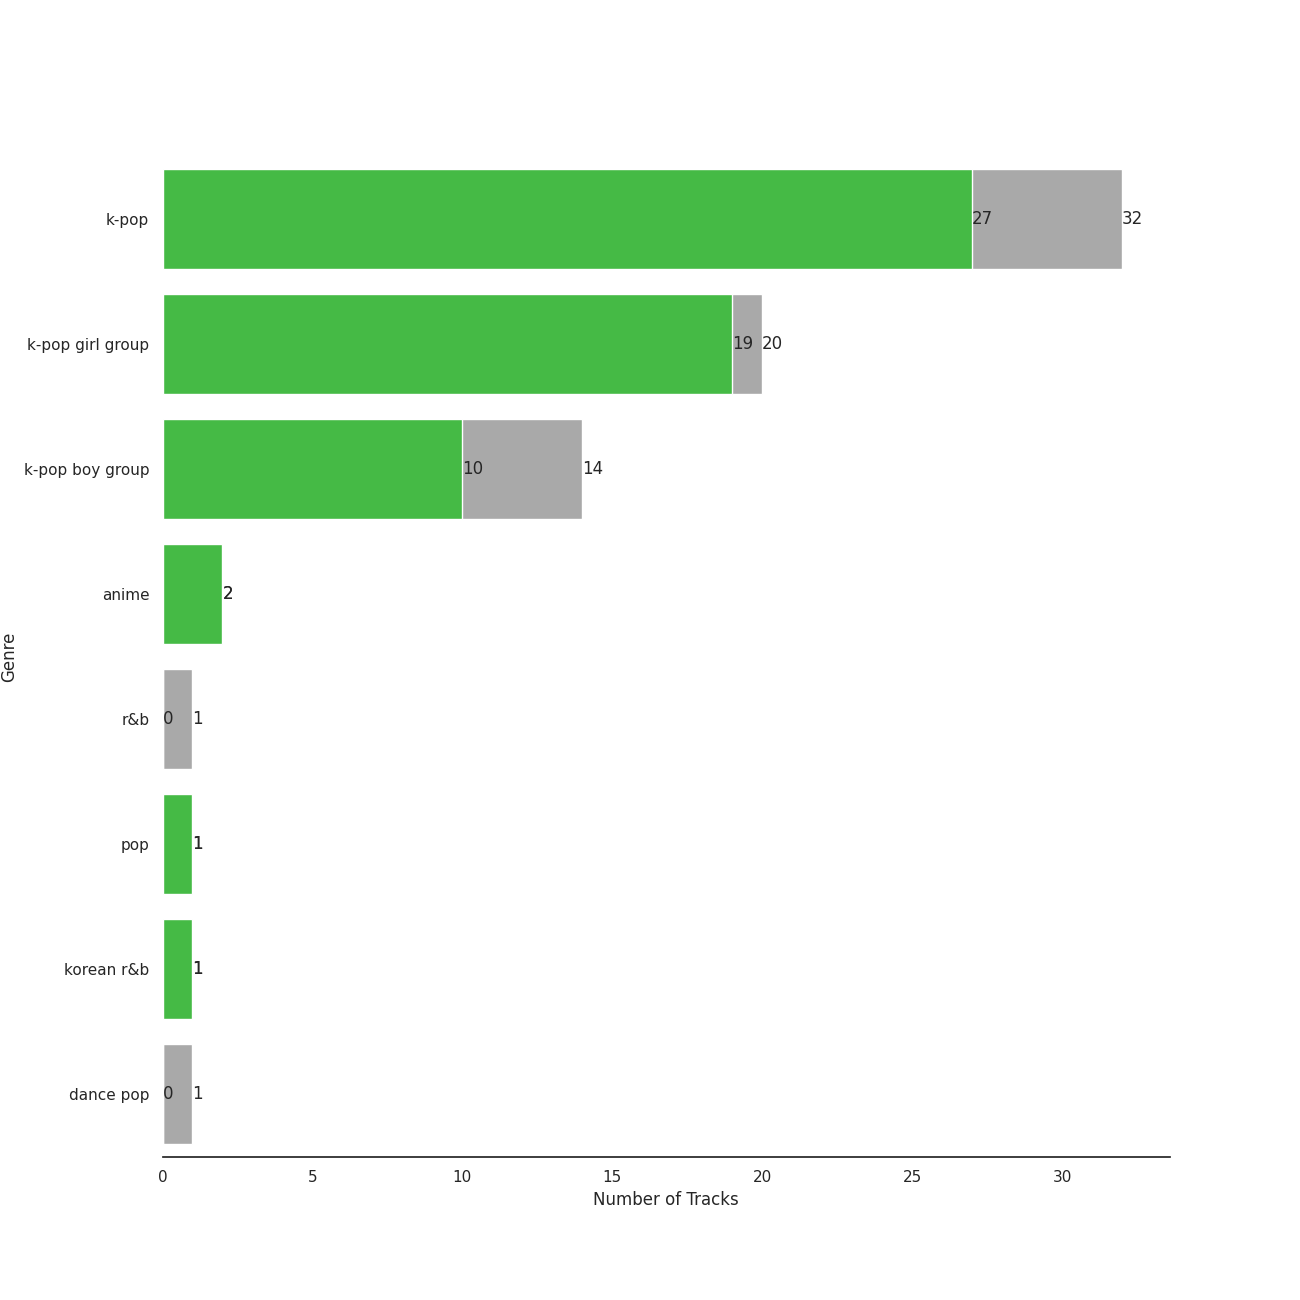 k-pop 27 32
k-pop girl group 19 20
k-pop boy group 10 14
anime 2
r&b 0 1
pop 1
korean r&b 1
dance pop 0 1
Genre
0 5 10 15 20 25 30
Number of Tracks